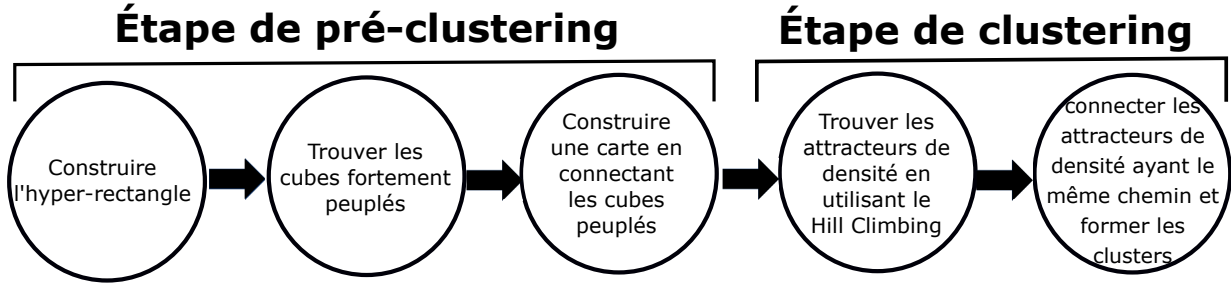 Étape de pré-clustering
Étape de clustering
Construire
l'hyper-rectangle
Trouver les
cubes fortement
peuplés
Construire
une carte en
connectant
les cubes
peuplés
Trouver les
attracteurs de
densité en
utilisant le
Hill Climbing
connecter les
attracteurs de
densité ayant le
même chemin et
former les
clusters